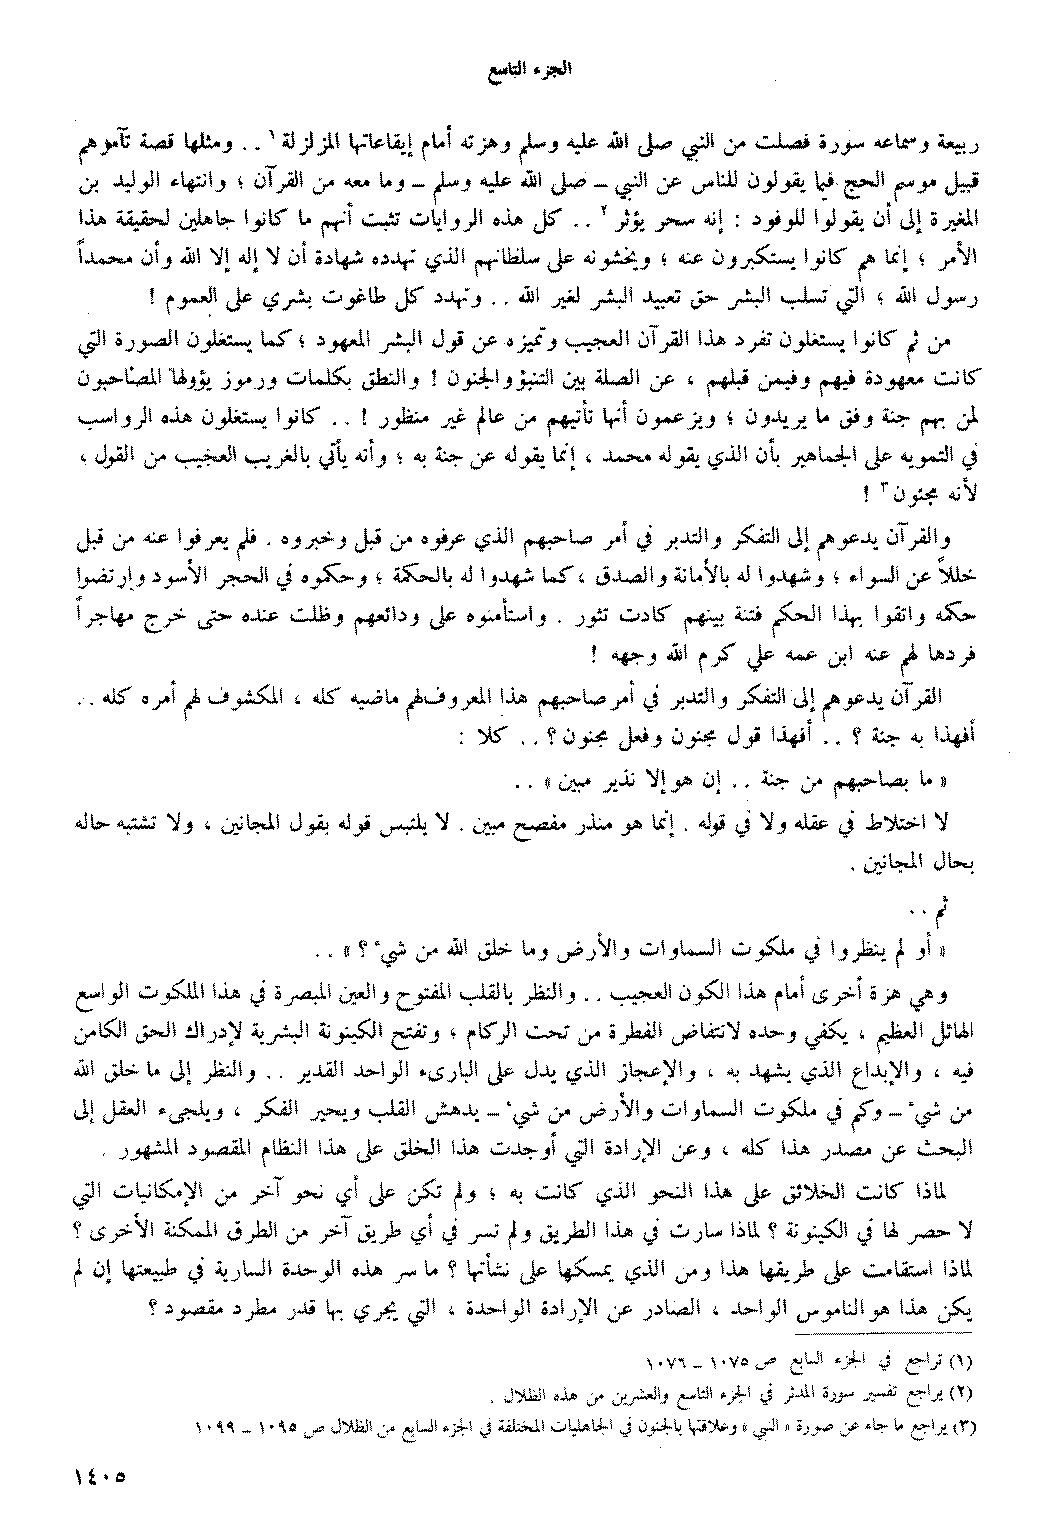 الجزء التاسع
ربيعة وسماعه سورة فصلت من النبي صلى الله عليه وسلم وهزته أمام إيقاعاتها المزلزلة ١ .. ومثلها قصة تآمرهم
قبيل موسم الحج فيما يقولون للناس عن النبي ــ صلى الله عليه وسلم ــ وما معه من القرآن ؛ وانتهاء الوليد بن
المغيرة إلى أن يقولوا للوفود : إنه سحر يؤثر ٢ .. كل هذه الروايات تثبت أنهم ما كانوا جاهلين لحقيقة هذا
الأمر ؛ إنما هم كانوا يستكبرون عنه ؛ ويخشونه على سلطانهم الذي تهدده شهادة أن لا إله إلا الله وأن محمداً
رسول الله ؛ التي تسلب البشر حق تعبيد البشر لغير الله .. وتهدد كل طاغوت بشري على العموم !
من ثم كانوا يستغلون تفرد هذا القرآن العجيب وتميزه عن قول البشر المعهود ؛ كما يستغلون الصورة التي
كانت معهودة فيهم وفيمن قبلهم ، عن الصلة بين التنبؤ والجنون ! والنطق بكلمات ورموز يؤولها المصاحبون
لمن بهم جنة وفق ما يريدون ؛ ويزعمون أنها تأتيهم من عالم غير منظور ! .. كانوا يستغلون هذه الرواسب
في التمويه على الجماهير بأن الذي يقوله محمد ، إنما يقوله عن جنة به ؛ وأنه يأتي بالغريب العجيب من القول ،
لأنه مجنون ٣ !
والقرآن يدعوهم إلى التفكر والتدبر في أمر صاحبهم الذي عرفوه من قبل وخبروه . فلم يعرفوا عنه من قبل
خللاً عن السواء ؛ وشهدوا له بالأمانة والصدق ، كما شهدوا له بالحكمة ؛ وحكموه في الحجر الأسود وارتضوا
حكمه واتقوا بهذا الحكم فتنة بينهم كادت تثور . واستأمنوه على ودائعهم وظلت عنده حتى خرج مهاجراً
فردها لهم عنه ابن عمه علي كرم الله وجهه !
القرآن يدعوهم إلى التفكر والتدبر في أمر صاحبهم هذا المعروف لهم ماضيه كله ، المكشوف لهم أمره كله ..
أفهذا به جنة ؟ .. أفهذا قول مجنون وفعل مجنون ؟ .. كلا :
« ما بصاحبهم من جنة .. إن هو إلا نذير مبين » ..
لا اختلاط في عقله ولا في قوله . إنما هو منذر مفصح مبين . لا يلتبس قوله بقول المجانين ، ولا تشتبه حاله
بحال المجانين .
ثم ..
« أو لم ينظروا في ملكوت السماوات والأرض وما خلق الله من شيء ؟ » ..
وهي هزة أخرى أمام هذا الكون العجيب .. والنظر بالقلب المفتوح والعين المبصرة في هذا الملكوت الواسع
الهائل العظيم ، يكفي وحده لانتفاض الفطرة من تحت الركام ؛ وتفتح الكينونة البشرية لإدراك الحق الكامن
فيه ، والإبداع الذي يشهد به ، والإعجاز الذي يدل على البارىء الواحد القدير .. والنظر إلى ما خلق الله
من شيء ــ وكم في ملكوت السماوات والأرض من شيء ــ يدهش القلب ويحير الفكر ، ويلجىء العقل إلى
البحث عن مصدر هذا كله ، وعن الإرادة التي أوجدت هذا الخلق على هذا النظام المقصود المشهور .
لماذا كانت الخلائق على هذا النحو الذي كانت به ؛ ولم تكن على أي نحو آخر من الإمكانيات التي
لا حصر لها في الكينونة ؟ لماذا سارت في هذا الطريق ولم تسر في أي طريق آخر من الطرق الممكنة الأخرى ؟
لماذا استقامت على طريقها هذا ومن الذي يمسكها على نشأتها ؟ ما سر هذه الوحدة السارية في طبيعتها إن لم
يكن هذا هو الناموس الواحد ، الصادر عن الإرادة الواحدة ، التي يجري بها قدر مطرد مقصود ؟
(١) تراجع في الجزء السابع ص ١٠٧٥ ــ ١٠٧٦
(٢) يراجع تفسير سورة المدثر في الجزء التاسع والعشرين من هذه الظلال .
(٣) يراجع ما جاء عن صورة « النبي » وعلاقتها بالجنون في الجاهليات المختلفة في الجزء السابع من الظلال ص ١٠٩٥ ــ ١٠٩٩
١٤٠٥